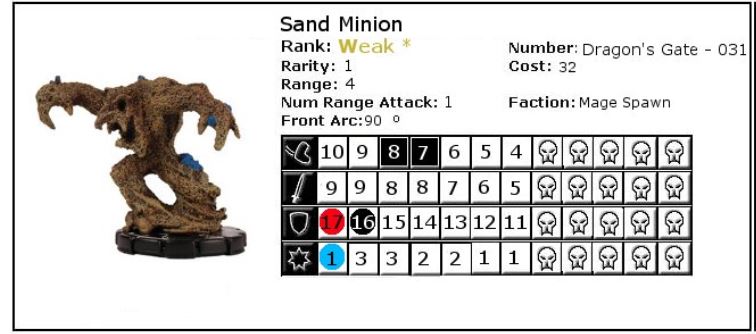 Sand Minion
Rank: Weak *
Number: Dragon's Gate - 031
Rarity: 1
Cost: 32
Range: 4
Num Range Attack: 1
Faction: Mage Spawn
Front Arc:90 º
10 9 8 7 6 5 4
9 9 8 8 7 6 5
17 16 15 14 13 12 11
1 3 3 2 2 1 1